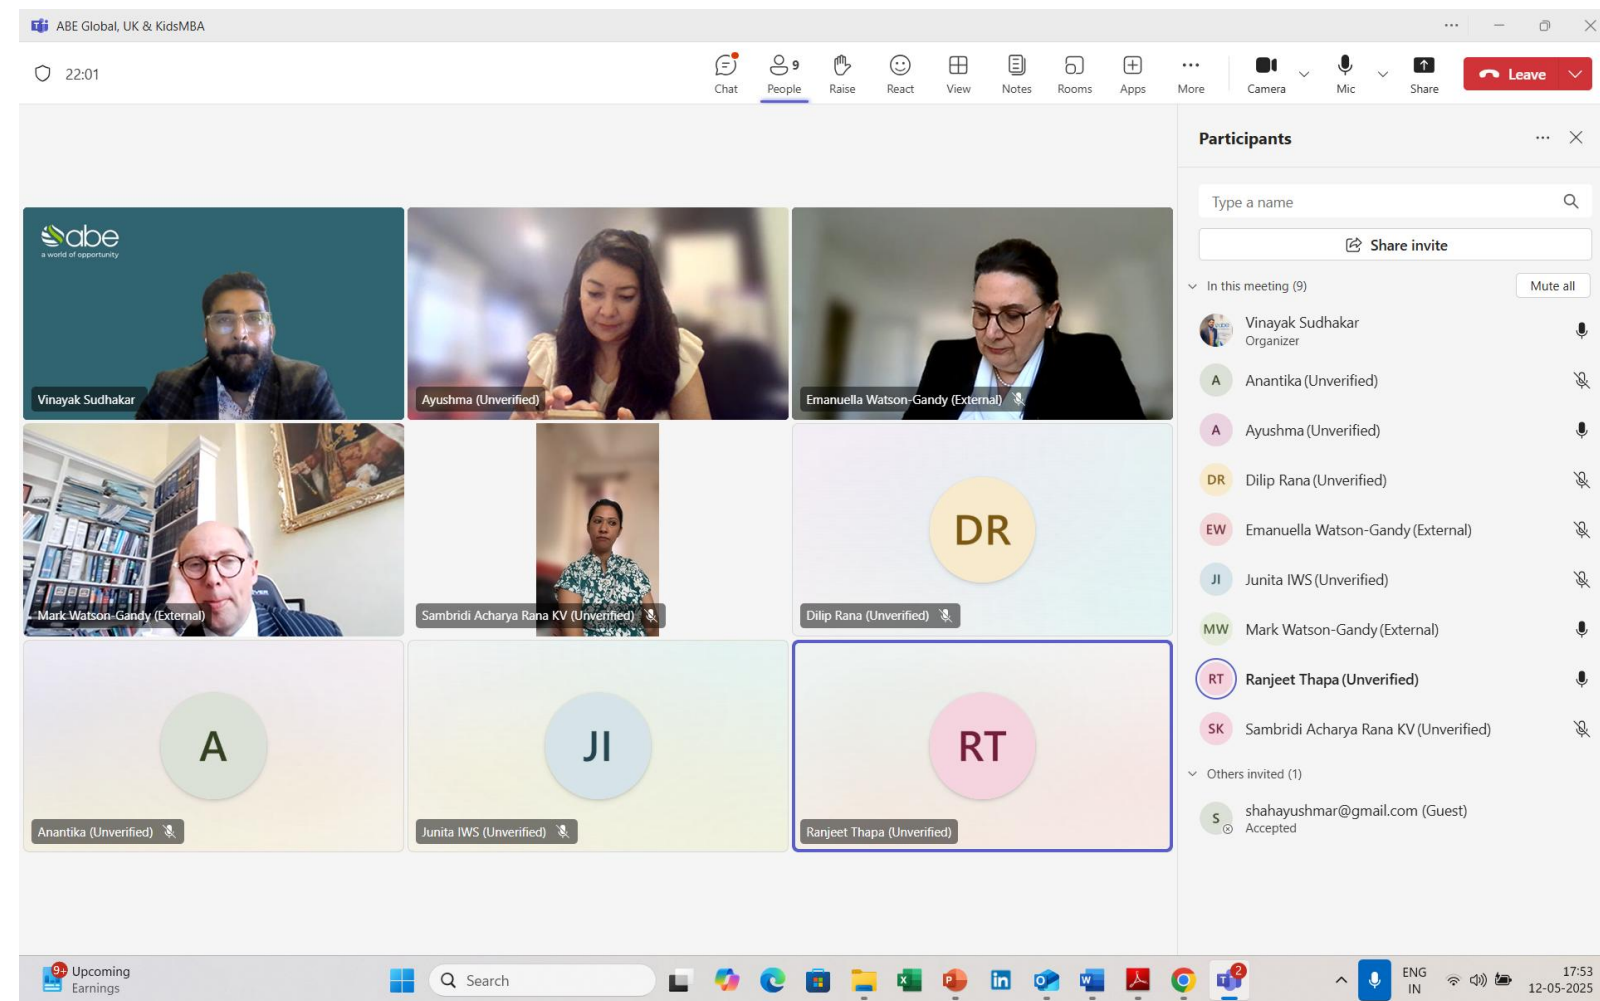 ABE Global, UK & KidsMBA
22:01
Chat
People
9
Raise
React
View
Notes
Rooms
Apps
More
Camera
Mic
Share
Leave
abe
a world of opportunity
Vinayak Sudhakar
Ayushma (Unverified)
Emanuella Watson-Gandy (External)
Mark Watson-Gandy (External)
Sambridi Acharya Rana KV (Unverified)
DR
Dilip Rana (Unverified)
A
Anantika (Unverified)
JI
Junita IWS (Unverified)
RT
Ranjeet Thapa (Unverified)
Participants
Type a name
Share invite
In this meeting (9)
Mute all
Vinayak Sudhakar
Organizer
A
Anantika (Unverified)
A
Ayushma (Unverified)
DR
Dilip Rana (Unverified)
EW
Emanuella Watson-Gandy (External)
JI
Junita IWS (Unverified)
MW
Mark Watson-Gandy (External)
RT
Ranjeet Thapa (Unverified)
SK
Sambridi Acharya Rana KV (Unverified)
Others invited (1)
S
shahayushmar@gmail.com (Guest)
Accepted
9+
Upcoming
Earnings
Search
2
ENG
IN
17:53
12-05-2025